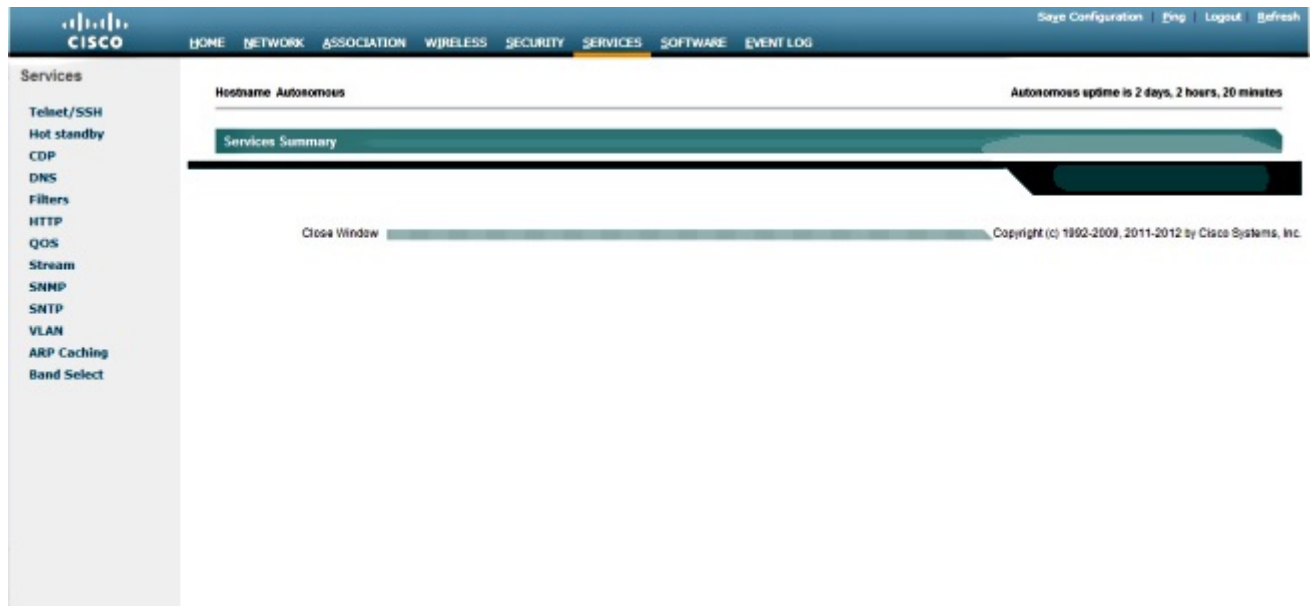 Save Configuration | Ping | Logout | Refresh
CISCO
HOME NETWORK ASSOCIATION WIRELESS SECURITY SERVICES SOFTWARE EVENT LOG
Services
Telnet/SSH
Hot standby
CDP
DNS
Filters
HTTP
QOS
Stream
SNMP
SNTP
VLAN
ARP Caching
Band Select
Hostname Autonomous
Autonomous uptime is 2 days, 2 hours, 20 minutes
Services Summary
Close Window
Copyright (c) 1992-2009, 2011-2012 by Cisco Systems, Inc.